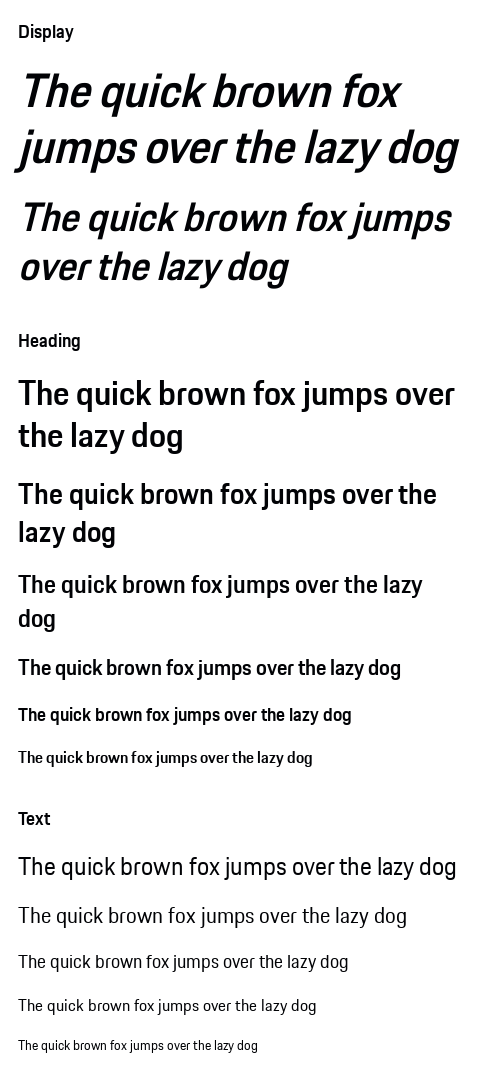 Display
The quick brown fox
jumps over the lazy dog
The quick brown fox jumps
over the lazy dog
Heading
The quick brown fox jumps over
the lazy dog
The quick brown fox jumps over the
lazy dog
The quick brown fox jumps over the lazy
dog
The quick brown fox jumps over the lazy dog
The quick brown fox jumps over the lazy dog
The quick brown fox jumps over the lazy dog
Text
The quick brown fox jumps over the lazy dog
The quick brown fox jumps over the lazy dog
The quick brown fox jumps over the lazy dog
The quick brown fox jumps over the lazy dog
The quick brown fox jumps over the lazy dog